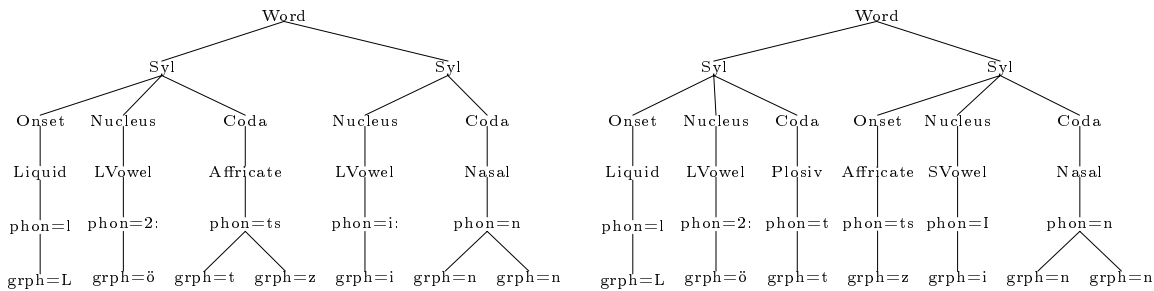 Word Word
Syl Syl Syl Syl
Onset Nucleus Coda Nucleus Coda Onset Nucleus Coda Onset Nucleus Coda
Liquid LVowel Affricate LVowel Nasal Liquid LVowel Plosiv Affricate SVowel Nasal
phon=l phon=2: phon=ts phon=i: phon=n phon=l phon=2: phon=t phon=ts phon=I phon=n
grph=L grph=ö grph=t grph=z grph=i grph=n grph=n grph=L grph=ö grph=t grph=z grph=i grph=n grph=n